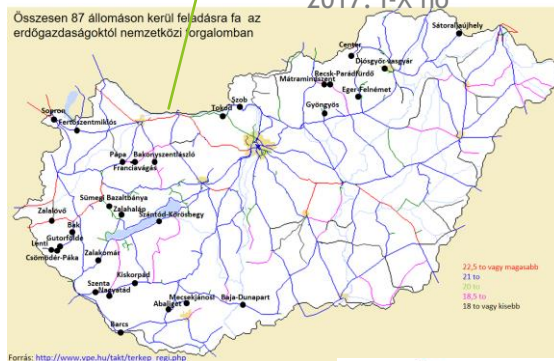 2017. I-X hó
Összesen 87 állomáson kerül feladásra fa az
erdőgazdaságoktól nemzetközi forgalomban
Sátoraljaújhely
Center
Diósgyőr-vasgyár
Recsk-Parádfürdő
Mátramindszent
Eger-Felnémet
Gyöngyös
Szob
Tokod
Sopron
Fertőszentmiklós
Pápa
Bakonyszentlászló
Franciavágás
Sümegi Bazaltbánya
Zalahaláp
Szántód-Kőröshegy
Zalalövő
Bak
Gutorfölde
Lenti
Csömödér-Páka
Zalakomár
Kiskorpád
Szenta
Nagyatád
Mecsekjánosi
Abaliget
Baja-Dunapart
Barcs
22,5 to vagy magasabb
21 to
20 to
18,5 to
18 to vagy kisebb
Forrás: http://www.vpe.hu/takt/terkep_regi.php